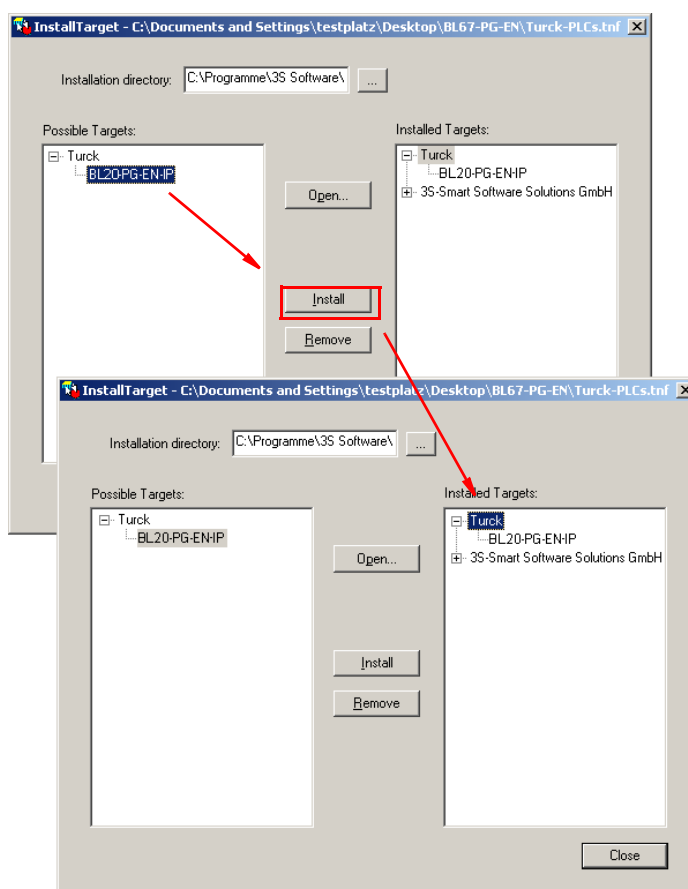 InstallTarget - C:\Documents and Settings\testplatz\Desktop\BL67-PG-EN\Turck-PLCs.tnf
Installation directory: C:\Programme\3S Software\ ...
Possible Targets:
Turck
BL20-PG-EN-IP
Open...
Install
Remove
Installed Targets:
Turck
BL20-PG-EN-IP
3S-Smart Software Solutions GmbH
InstallTarget - C:\Documents and Settings\testplatz\Desktop\BL67-PG-EN\Turck-PLCs.tnf
Installation directory: C:\Programme\3S Software\ ...
Possible Targets:
Turck
BL20-PG-EN-IP
Open...
Install
Remove
Installed Targets:
Turck
BL20-PG-EN-IP
3S-Smart Software Solutions GmbH
Close